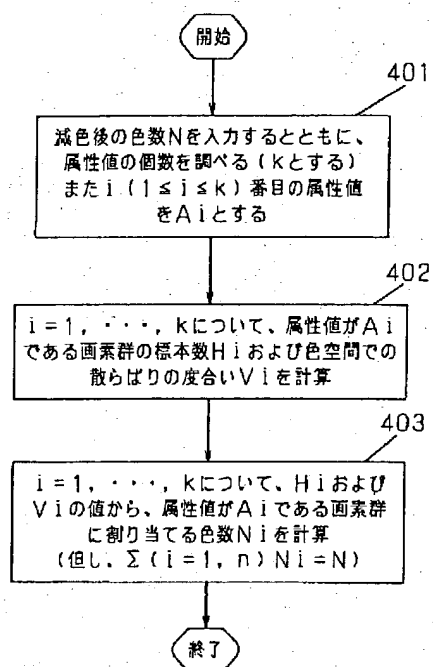 開始
401
減色後の色数Nを入力するとともに、
属性値の個数を調べる(kとする)
またi(1≤i≤k)番目の属性値
をAiとする
402
i=1, ・・・, kについて、属性値がAi
である画素群の標本数Hiおよび色空間での
散らばりの度合いViを計算
403
i=1, ・・・, kについて、Hiおよび
Viの値から、属性値がAiである画素群
に割り当てる色数Niを計算
(但し、Σ(i=1, n)Ni=N)
終了